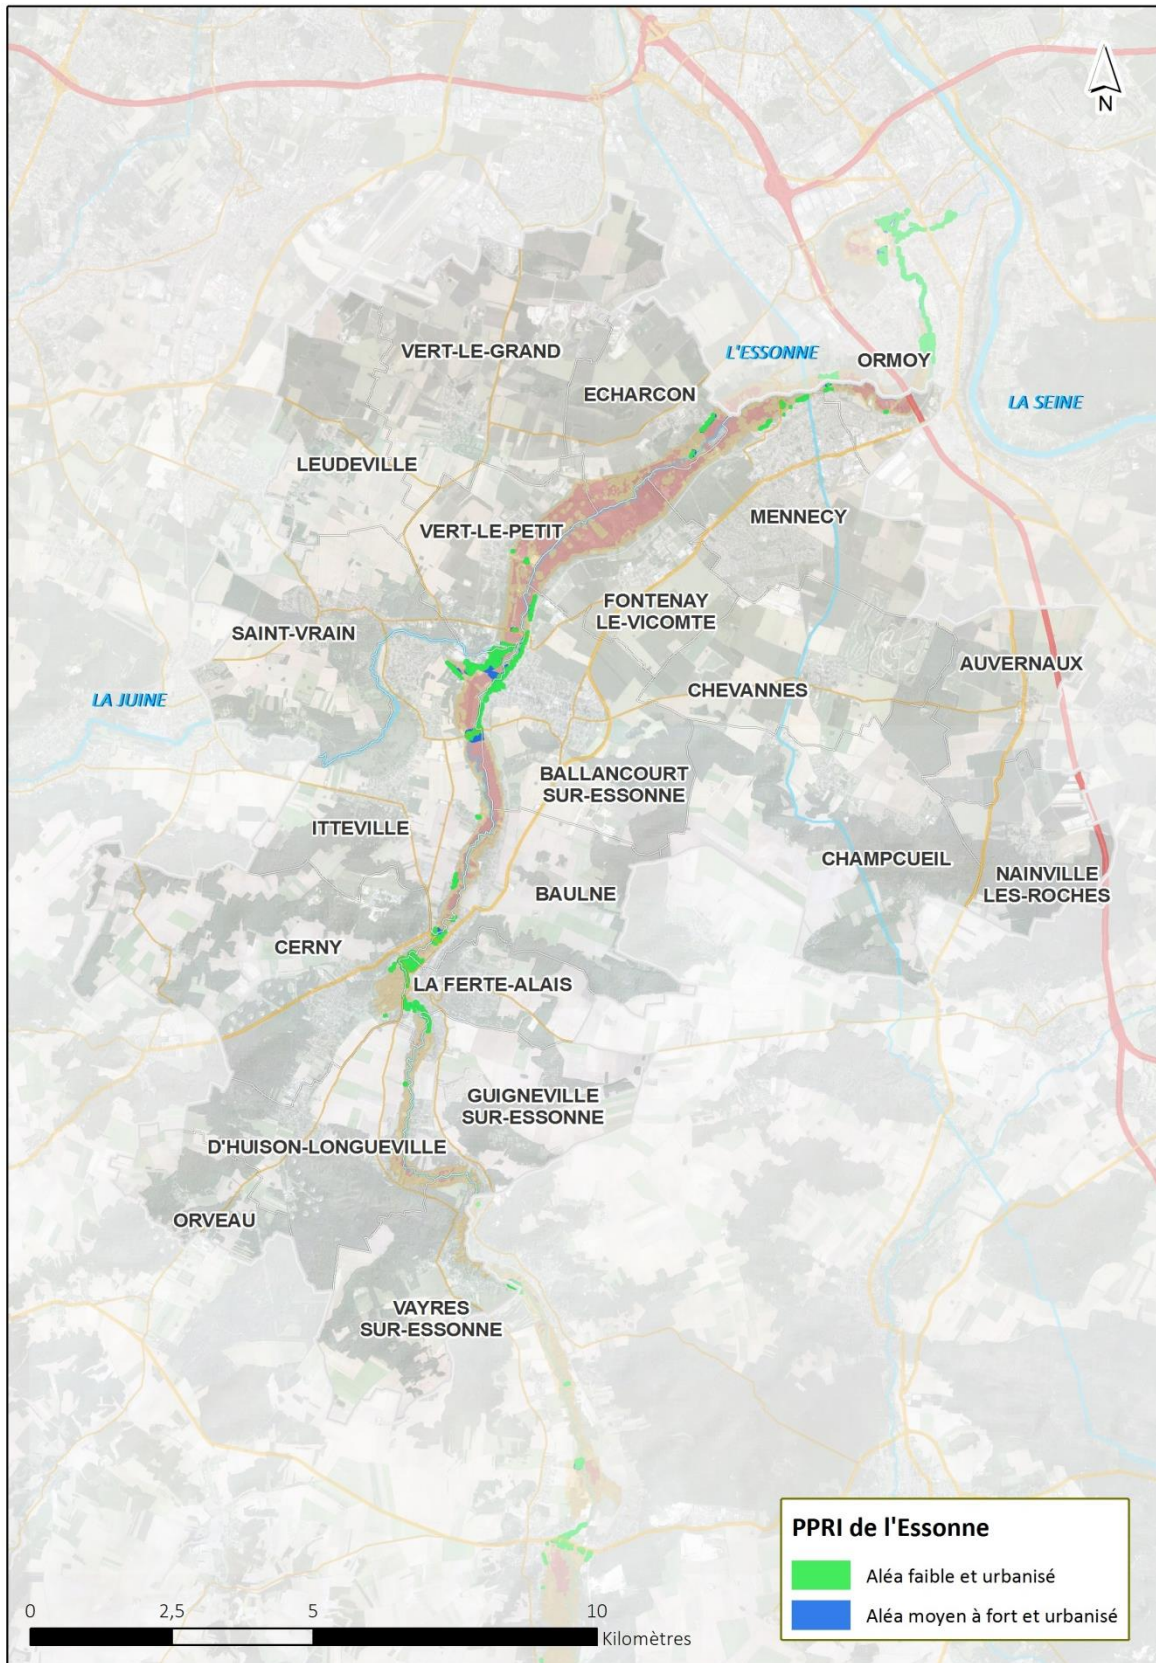 N
VERT-LE-GRAND
L'ESSONNE
ORMOY
ECHARCON
LA SEINE
LEUDEVILLE
VERT-LE-PETIT
MENNECY
FONTENAY
LE-VICOMTE
SAINT-VRAIN
AUVERNAUX
CHEVANNES
LA JUINE
BALLANCOURT
SUR-ESSONNE
ITTEVILLE
CHAMPCUEIL
NAINVILLE
LES-ROCHES
BAULNE
CERNY
LA FERTE-ALAIS
GUIGNEVILLE
SUR-ESSONNE
D'HUISON-LONGUEVILLE
ORVEAU
VAYRES
SUR-ESSONNE
PPRI de l'Essonne
Aléa faible et urbanisé
Aléa moyen à fort et urbanisé
0 2,5 5 10
Kilomètres